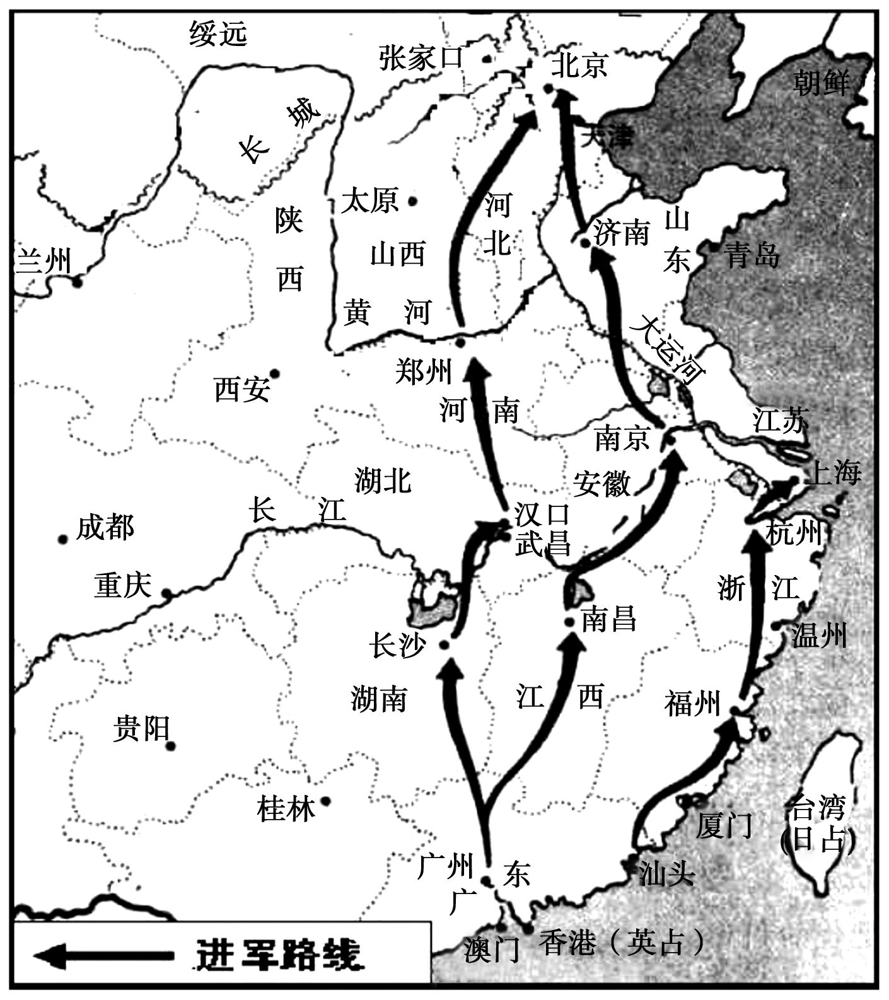 绥远
张家口
北京
朝鲜
长城
天津
太原
陕西
河北
山东
济南
山西
青岛
兰州
黄河
大运河
郑州
西安
河南
江苏
南京
湖北
安徽
上海
长江
汉口
武昌
成都
杭州
重庆
浙江
南昌
温州
长沙
湖南
江西
福州
贵阳
桂林
台湾
(日占)
厦门
广州
汕头
广东
澳门
香港（英占）
进军路线